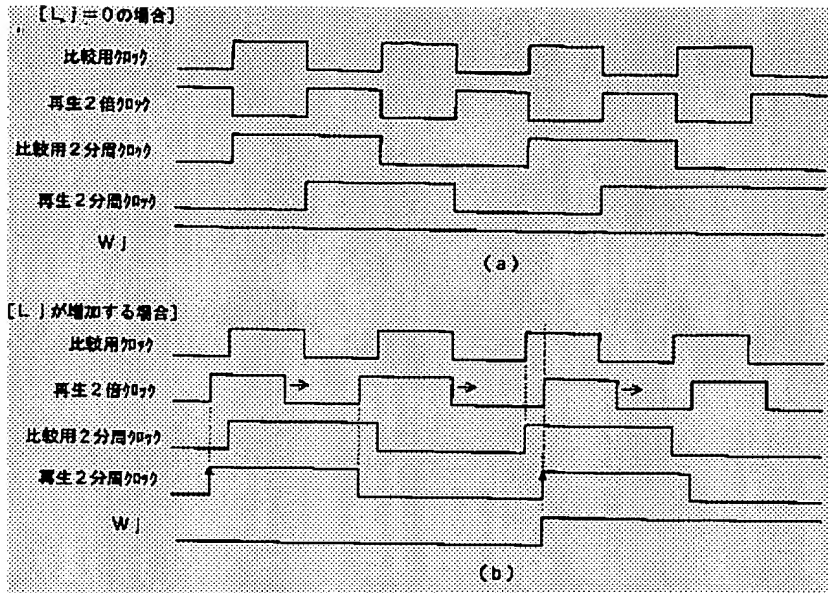 [Lj=0の場合]
比較用クロック
再生2倍クロック
比較用2分周クロック
再生2分周クロック
Wj
(a)
[Ljが増加する場合]
比較用クロック
再生2倍クロック
比較用2分周クロック
再生2分周クロック
Wj
(b)